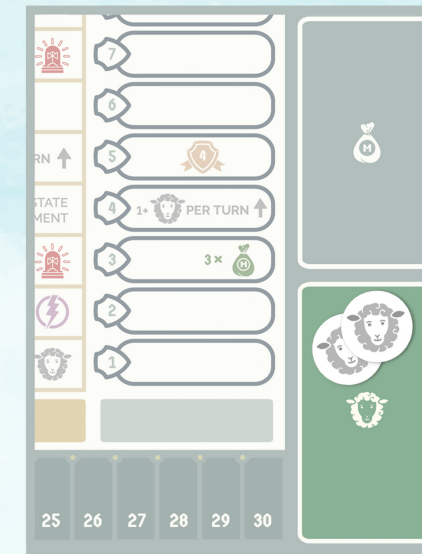 7
6
RN 5 4
STATE
MENT
4 1+ PER TURN
3 3× M
2
1
M
25 26 27 28 29 30